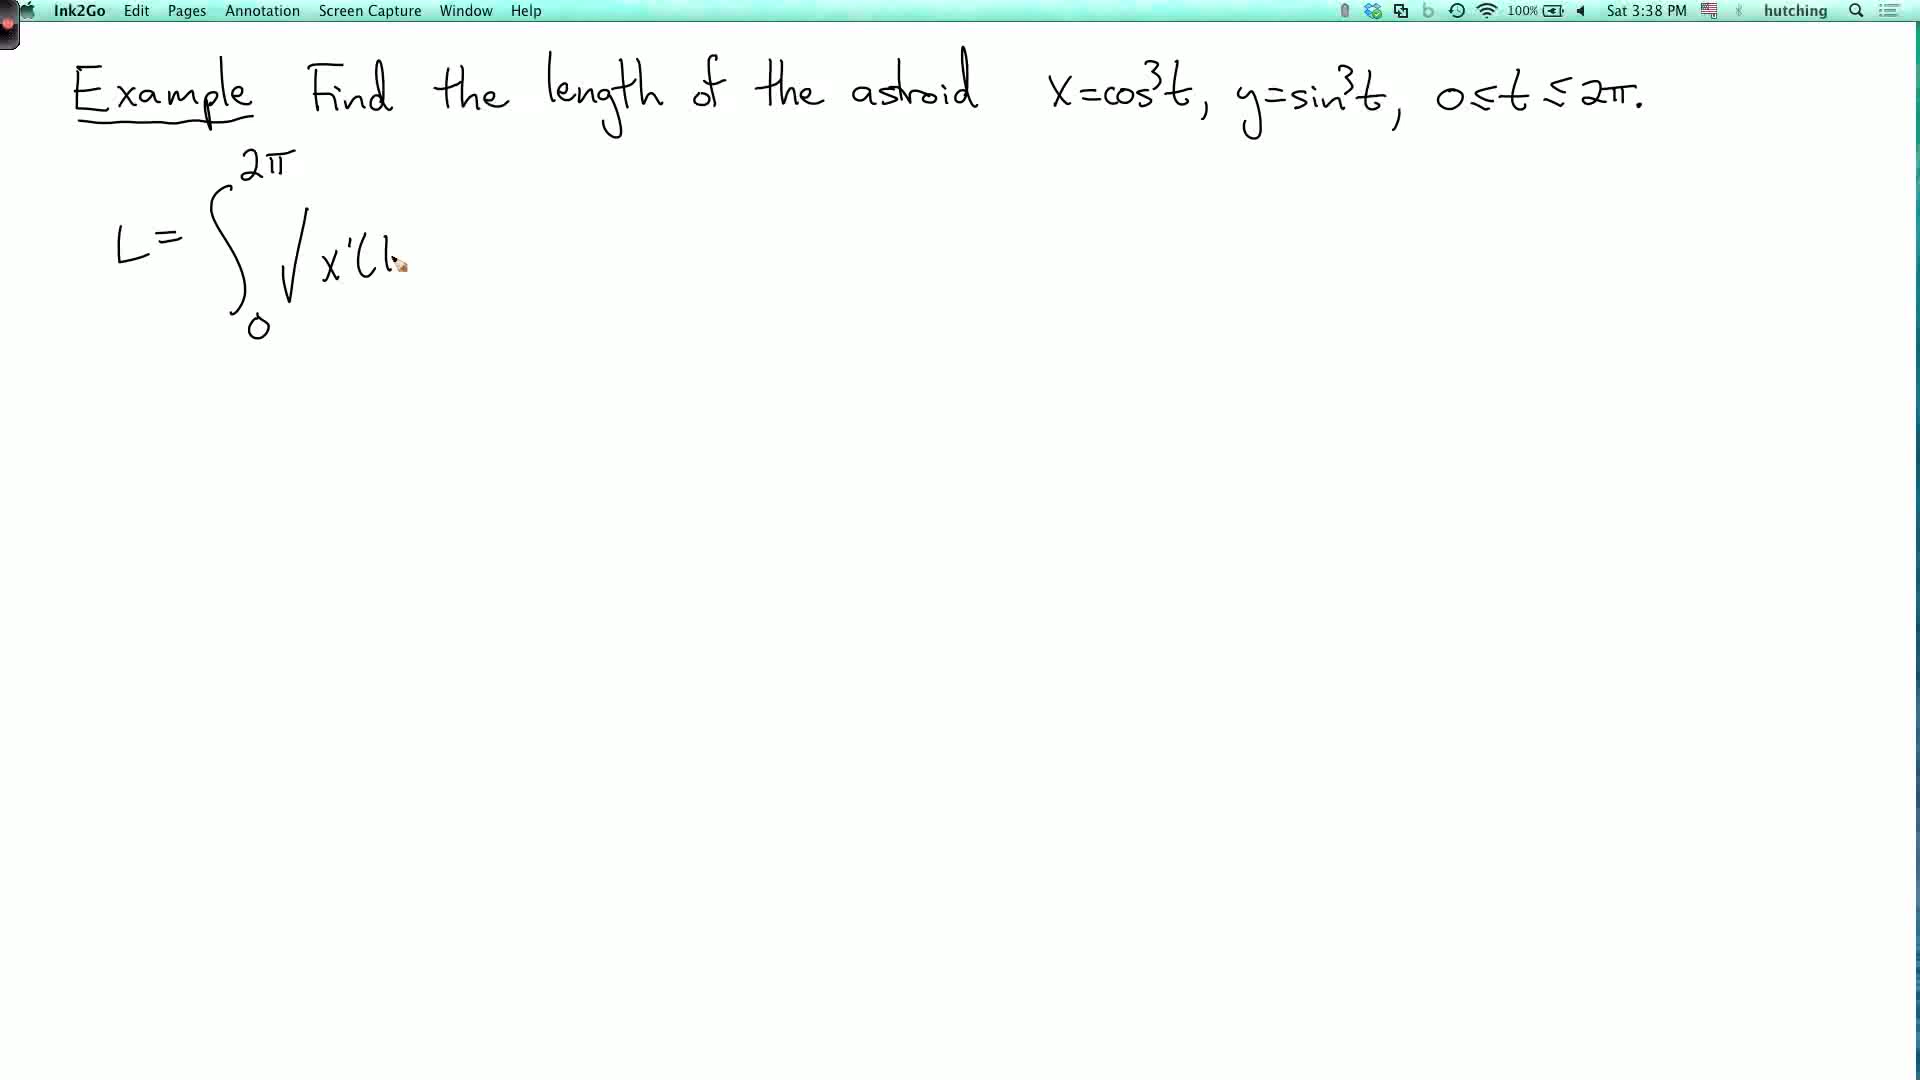 Ink2Go Edit Pages Annotation Screen Capture Window Help 100% Sat 3:38 PM hutching
Example Find the length of the astroid x=cos³t, y=sin³t, 0≤t≤2π.
L= ∫₀^2π √x'(